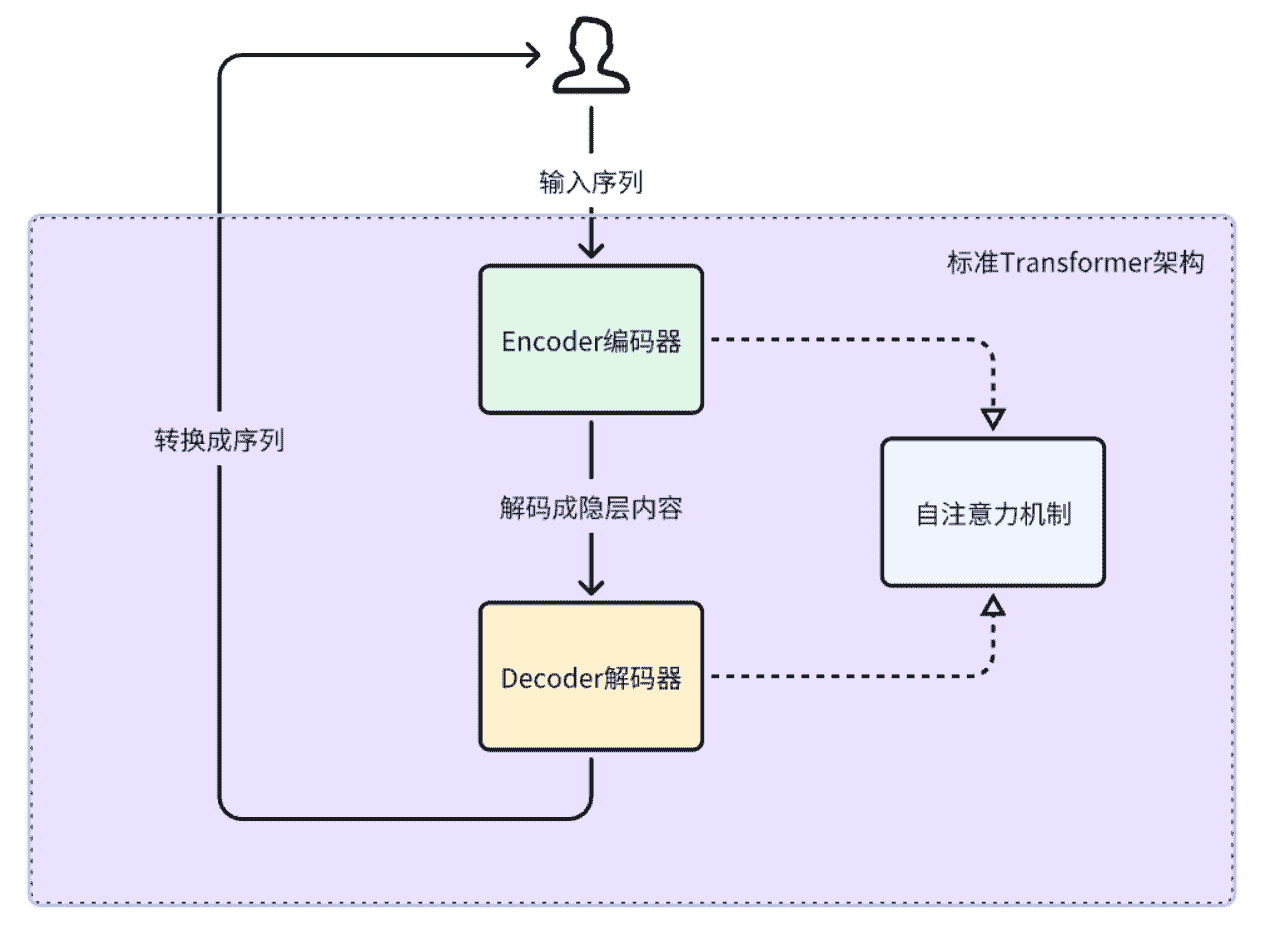 输入序列
标准Transformer架构
Encoder编码器
转换成序列
解码成隐层内容
自注意力机制
Decoder解码器